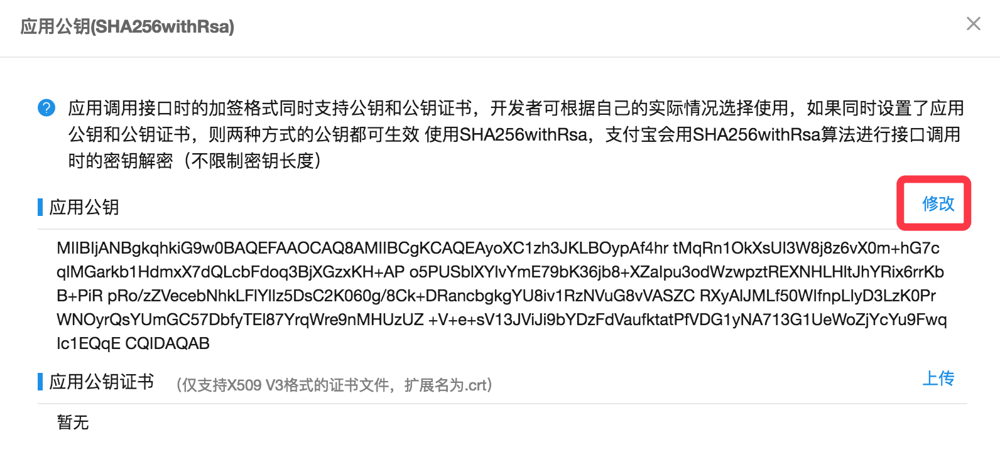 应用公钥(SHA256withRsa)
应用调用接口时的加签格式同时支持公钥和公钥证书，开发者可根据自己的实际情况选择使用，如果同时设置了应用
公钥和公钥证书，则两种方式的公钥都可生效 使用SHA256withRsa，支付宝会用SHA256withRsa算法进行接口调用
时的密钥解密（不限制密钥长度）
应用公钥
修改
MIIBIjANBgkqhkiG9w0BAQEFAAOCAQ8AMIIBCgKCAQEAyoXC1zh3JKLBOypAf4hr tMqRn1OkXsUI3W8j8z6vX0m+hG7c
qIMGarkb1HdmxX7dQLcbFdoq3BjXGzxKH+AP o5PUSblXYlvYmE79bK36jb8+XZaIpu3odWzwpztREXNHLHltJhYRix6rrKb
B+PiR pRo/zZVecebNhkLFlYlIz5DsC2K060g/8Ck+DRancbgkgYU8iv1RzNVuG8vVASZC RXyAlJMLf50WlfnpLlyD3LzK0Pr
WNOyrQsYUmGC57DbfyTEl87YrqWre9nMHUzUZ +V+e+sV13JViJi9bYDzFdVaufktatPfVDG1yNA713G1UeWoZjYcYu9Fwq
Ic1EQqE CQIDAQAB
应用公钥证书 （仅支持X509 V3格式的证书文件，扩展名为.crt）
上传
暂无